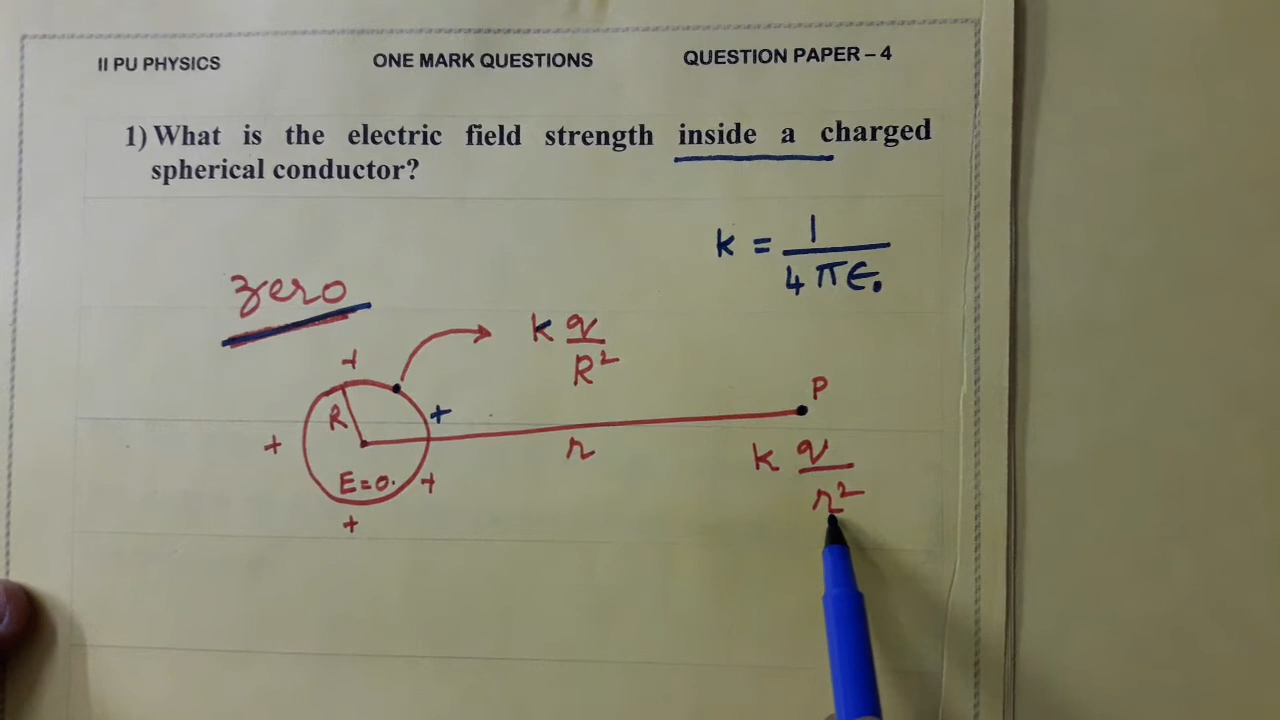 II PU PHYSICS ONE MARK QUESTIONS QUESTION PAPER – 4
1) What is the electric field strength inside a charged
spherical conductor?
k = 1
4πϵ₀
zero
k q
R²
+
+
+
+
+
R
E=0.
r
P
k q
r²